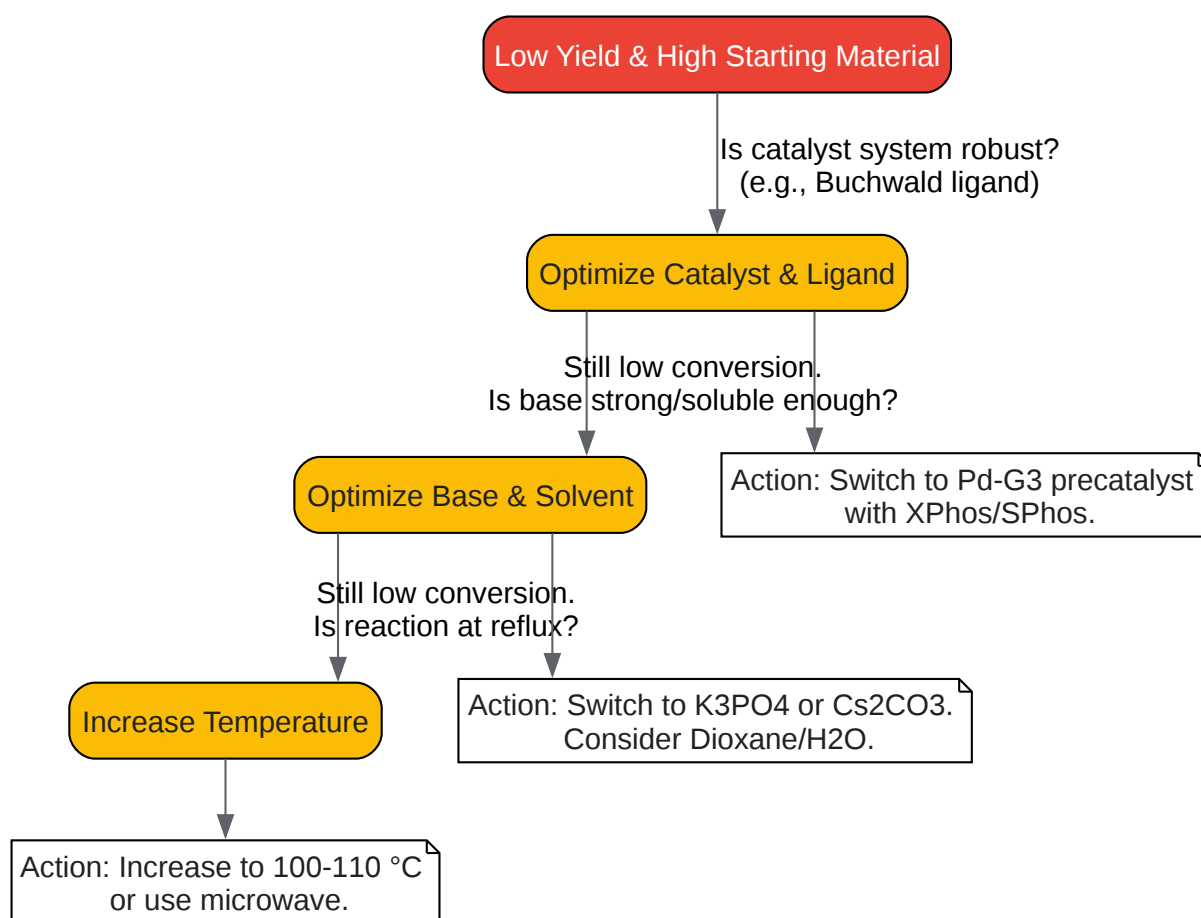 Low Yield & High Starting Material
Is catalyst system robust?
(e.g., Buchwald ligand)
Optimize Catalyst & Ligand
Still low conversion.
Is base strong/soluble enough?
Optimize Base & Solvent
Action: Switch to Pd-G3 precatalyst
with XPhos/SPhos.
Still low conversion.
Is reaction at reflux?
Increase Temperature
Action: Switch to K3PO4 or Cs2CO3.
Consider Dioxane/H2O.
Action: Increase to 100-110 °C
or use microwave.